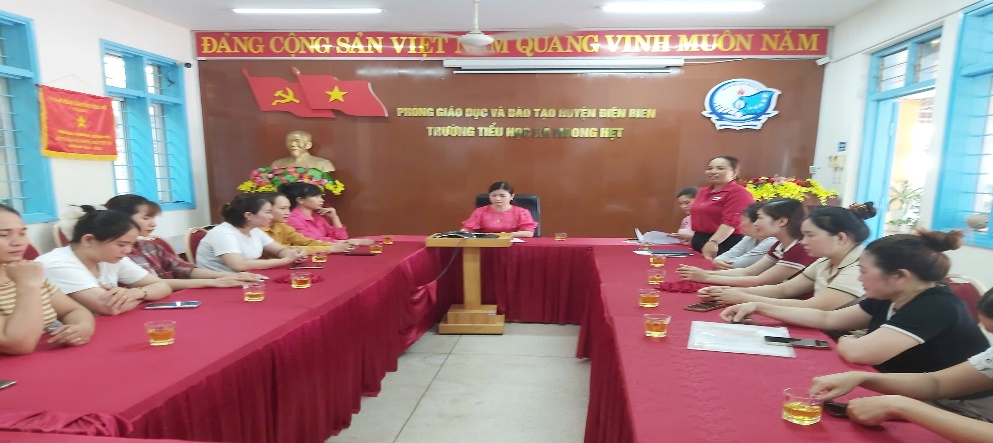 ĐẢNG CỘNG SẢN VIỆT NAM QUANG VINH MUÔN NĂM
PHÒNG GIÁO DỤC VÀ ĐÀO TẠO HUYỆN ĐIỆN BIÊN
TRƯỜNG TIỂU HỌC XÃ MƯỜNG HẸT